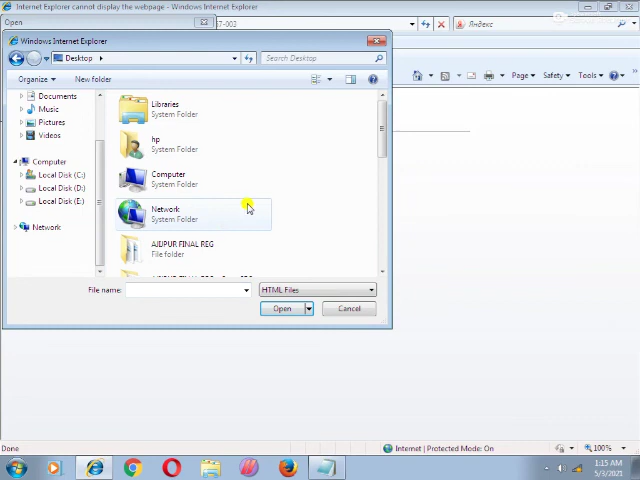 Internet Explorer cannot display the webpage - Windows Internet Explorer
Open
7-003
Яндекс
Windows Internet Explorer
Desktop
Search Desktop
Organize
New folder
Page
Safety
Tools
Documents
Music
Pictures
Videos
Computer
Local Disk (C:)
Local Disk (D:)
Local Disk (E:)
Network
Libraries
System Folder
hp
System Folder
Computer
System Folder
Network
System Folder
AJIJPUR FINAL REG
File folder
File name:
HTML Files
Open
Cancel
Done
Internet | Protected Mode: On
100%
1:15 AM
5/3/2021